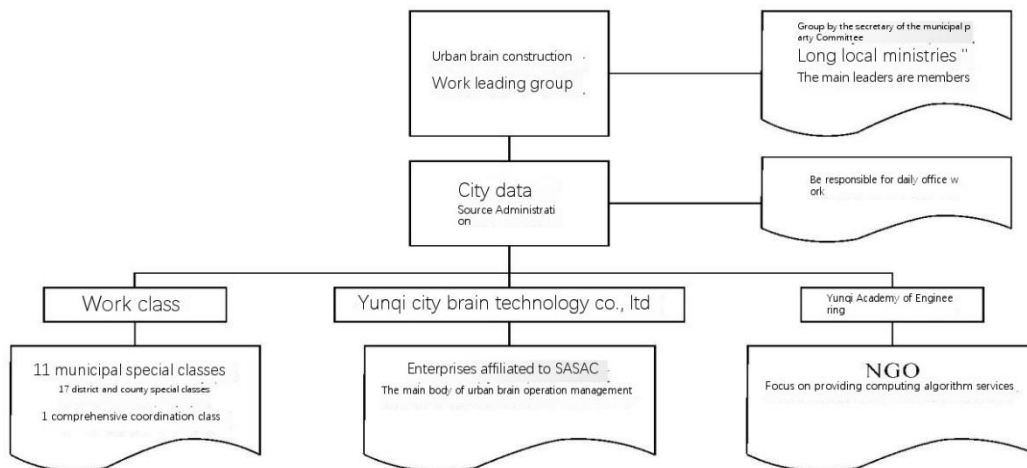 Urban brain construction
Work leading group
Group by the secretary of the municipal p
arty Committee
Long local ministries "
The main leaders are members
City data
Source Administrati
on
Be responsible for daily office w
ork
Work class
Yunqi city brain technology co., ltd
Yunqi Academy of Enginee
ring
11 municipal special classes
17 district and county special classes
1 comprehensive coordination class
Enterprises affiliated to SASAC
The main body of urban brain operation management
NGO
Focus on providing computing algorithm services